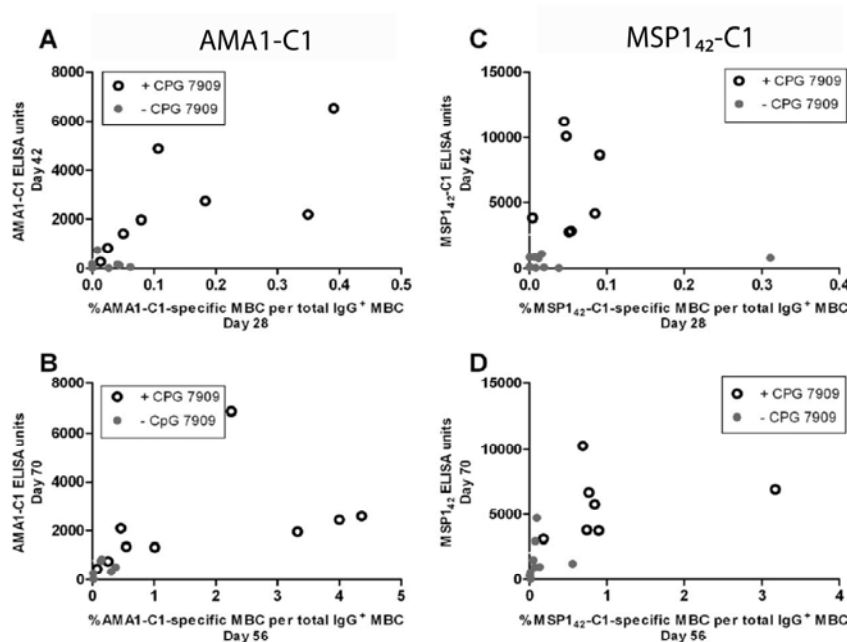 AMA1-C1
MSP1₄₂-C1
A
8000
6000
4000
2000
0
AMA1-C1 ELISA units
Day 42
+ CPG 7909
- CPG 7909
0.0 0.1 0.2 0.3 0.4 0.5
%AMA1-C1-specific MBC per total IgG⁺ MBC
Day 28
C
15000
10000
5000
0
MSP1₄₂-C1 ELISA units
Day 42
+ CPG 7909
- CPG 7909
0.0 0.1 0.2 0.3 0.4
%MSP1₄₂-C1-specific MBC per total IgG⁺ MBC
Day 28
B
8000
6000
4000
2000
0
AMA1-C1 ELISA units
Day 70
+ CPG 7909
- CpG 7909
0 1 2 3 4 5
%AMA1-C1-specific MBC per total IgG⁺ MBC
Day 56
D
15000
10000
5000
0
MSP1₄₂ ELISA units
Day 70
+ CPG 7909
- CPG 7909
0 1 2 3 4
%MSP1₄₂-C1-specific MBC per total IgG⁺ MBC
Day 56